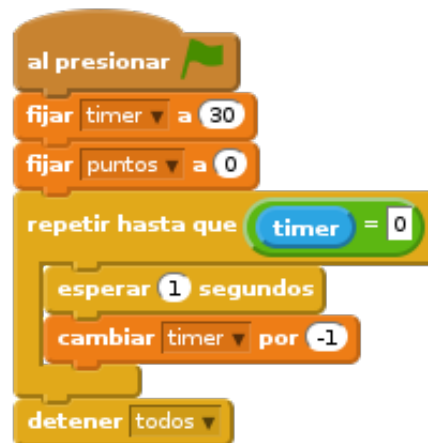 al presionar
fijar timer a 30
fijar puntos a 0
repetir hasta que timer = 0
esperar 1 segundos
cambiar timer por -1
detener todos